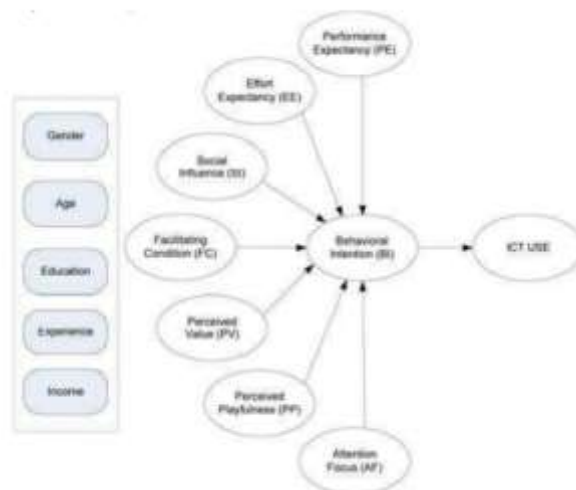 Performance
Expectancy (PE)
Effort
Expectancy (EE)
Gender
Social
Influence (SI)
Age
Facilitating
Condition (FC)
Behavioral
Intention (BI)
ICT USE
Education
Perceived
Value (PV)
Experience
Income
Perceived
Playfulness (PP)
Attention
Focus (AF)